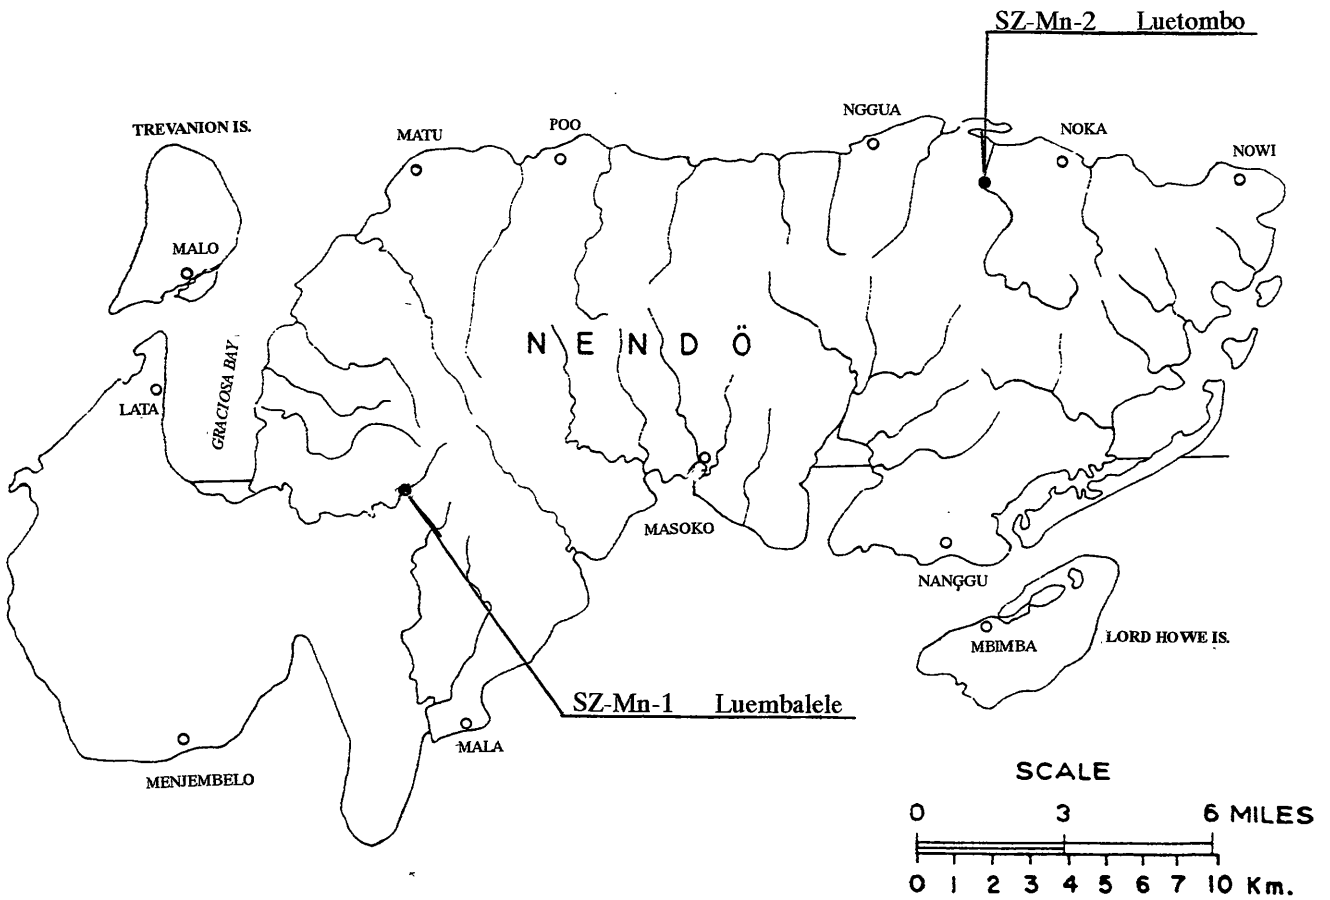 SZ-Mn-2 Luetombo
TREVANION IS.
MATU
POO
NGGUA
NOKA
NOWI
MALO
GRACIOSA BAY
NENDÖ
LATA
MASOKO
NANGGU
MBIMBA
LORD HOWE IS.
SZ-Mn-1 Luembalele
MALA
MENJEMBELO
SCALE
0 3 6 MILES
0 1 2 3 4 5 6 7 10 Km.